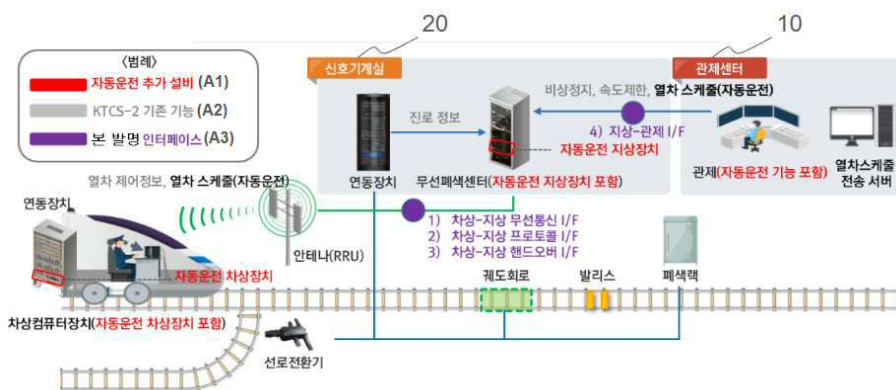 20
10
〈범례〉
자동운전 추가 설비 (A1)
KTCS-2 기존 기능 (A2)
본 발명 인터페이스 (A3)
신호기계실
관제센터
비상정지, 속도제한, 열차 스케줄(자동운전)
진로 정보
4) 지상-관제 I/F
자동운전 지상장치
관제(자동운전 기능 포함)
열차스케줄
전송 서버
연동장치
무선폐색센터(자동운전 지상장치 포함)
열차 제어정보, 열차 스케줄(자동운전)
연동장치
1) 차상-지상 무선통신 I/F
2) 차상-지상 프로토콜 I/F
3) 차상-지상 핸드오버 I/F
안테나(RRU)
자동운전 차상장치
궤도회로
발리스
폐색랙
차상컴퓨터장치(자동운전 차상장치 포함)
선로전환기